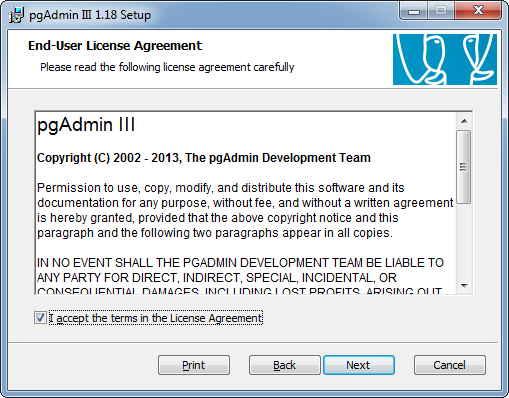 pgAdmin III 1.18 Setup
End-User License Agreement
Please read the following license agreement carefully
pgAdmin III
Copyright (C) 2002 - 2013, The pgAdmin Development Team
Permission to use, copy, modify, and distribute this software and its
documentation for any purpose, without fee, and without a written agreement
is hereby granted, provided that the above copyright notice and this
paragraph and the following two paragraphs appear in all copies.
IN NO EVENT SHALL THE PGADMIN DEVELOPMENT TEAM BE LIABLE TO
ANY PARTY FOR DIRECT, INDIRECT, SPECIAL, INCIDENTAL, OR
CONSEQUENTIAL DAMAGES, INCLUDING LOST PROFITS, ARISING OUT
I accept the terms in the License Agreement
Print Back Next Cancel